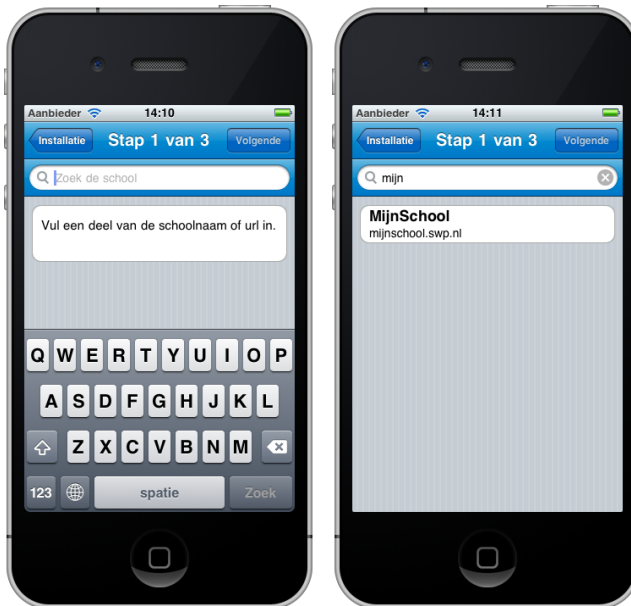 Aanbieder 14:10
Installatie Stap 1 van 3 Volgende
Zoek de school
Vul een deel van de schoolnaam of url in.
Q W E R T Y U I O P
A S D F G H J K L
Z X C V B N M
123 spatie Zoek
Aanbieder 14:11
Installatie Stap 1 van 3 Volgende
mijn
MijnSchool
mijnschool.swp.nl